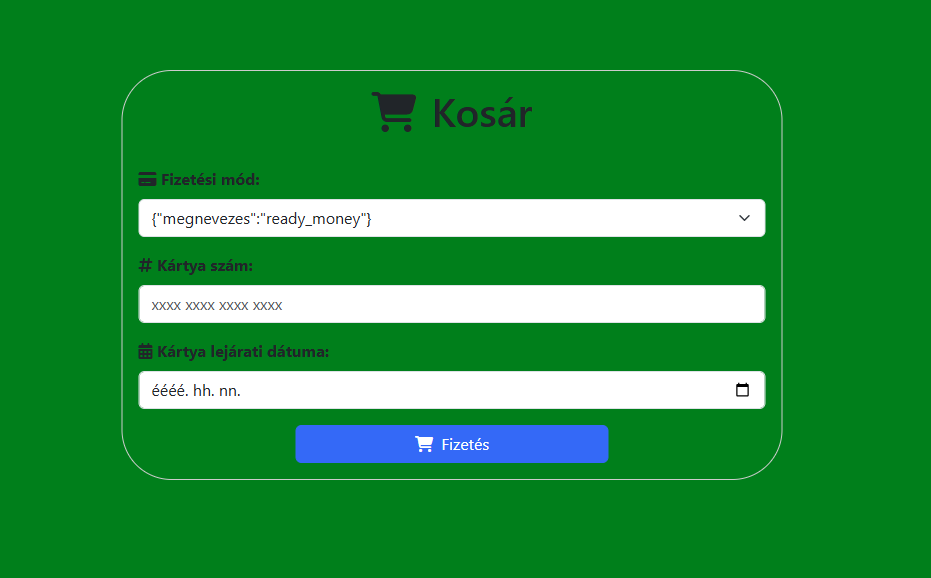 Kosár
Fizetési mód:
{"megnevezes":"ready_money"}
# Kártya szám:
xxxx xxxx xxxx xxxx
Kártya lejárati dátuma:
éééé. hh. nn.
Fizetés